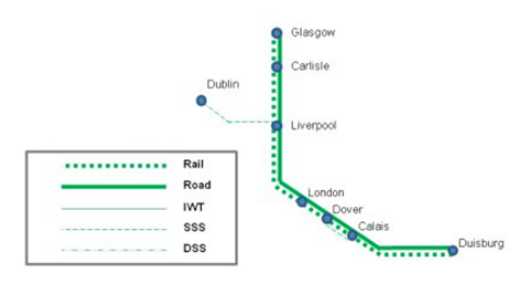 Glasgow
Carlisle
Dublin
Liverpool
Rail
Road
IWT
SSS
DSS
London
Dover
Calais
Duisburg